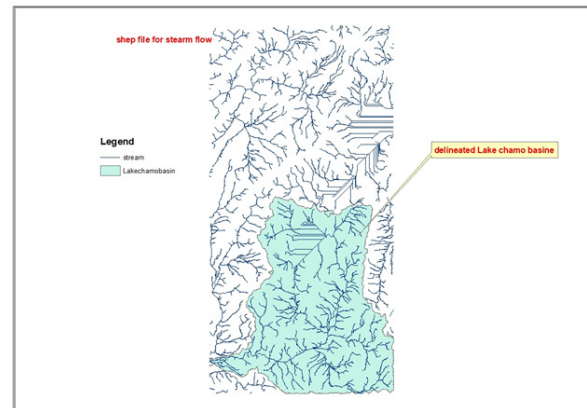 shep file for stearm flow
Legend
stream
Lakechamobasin
delineated Lake chamo basine